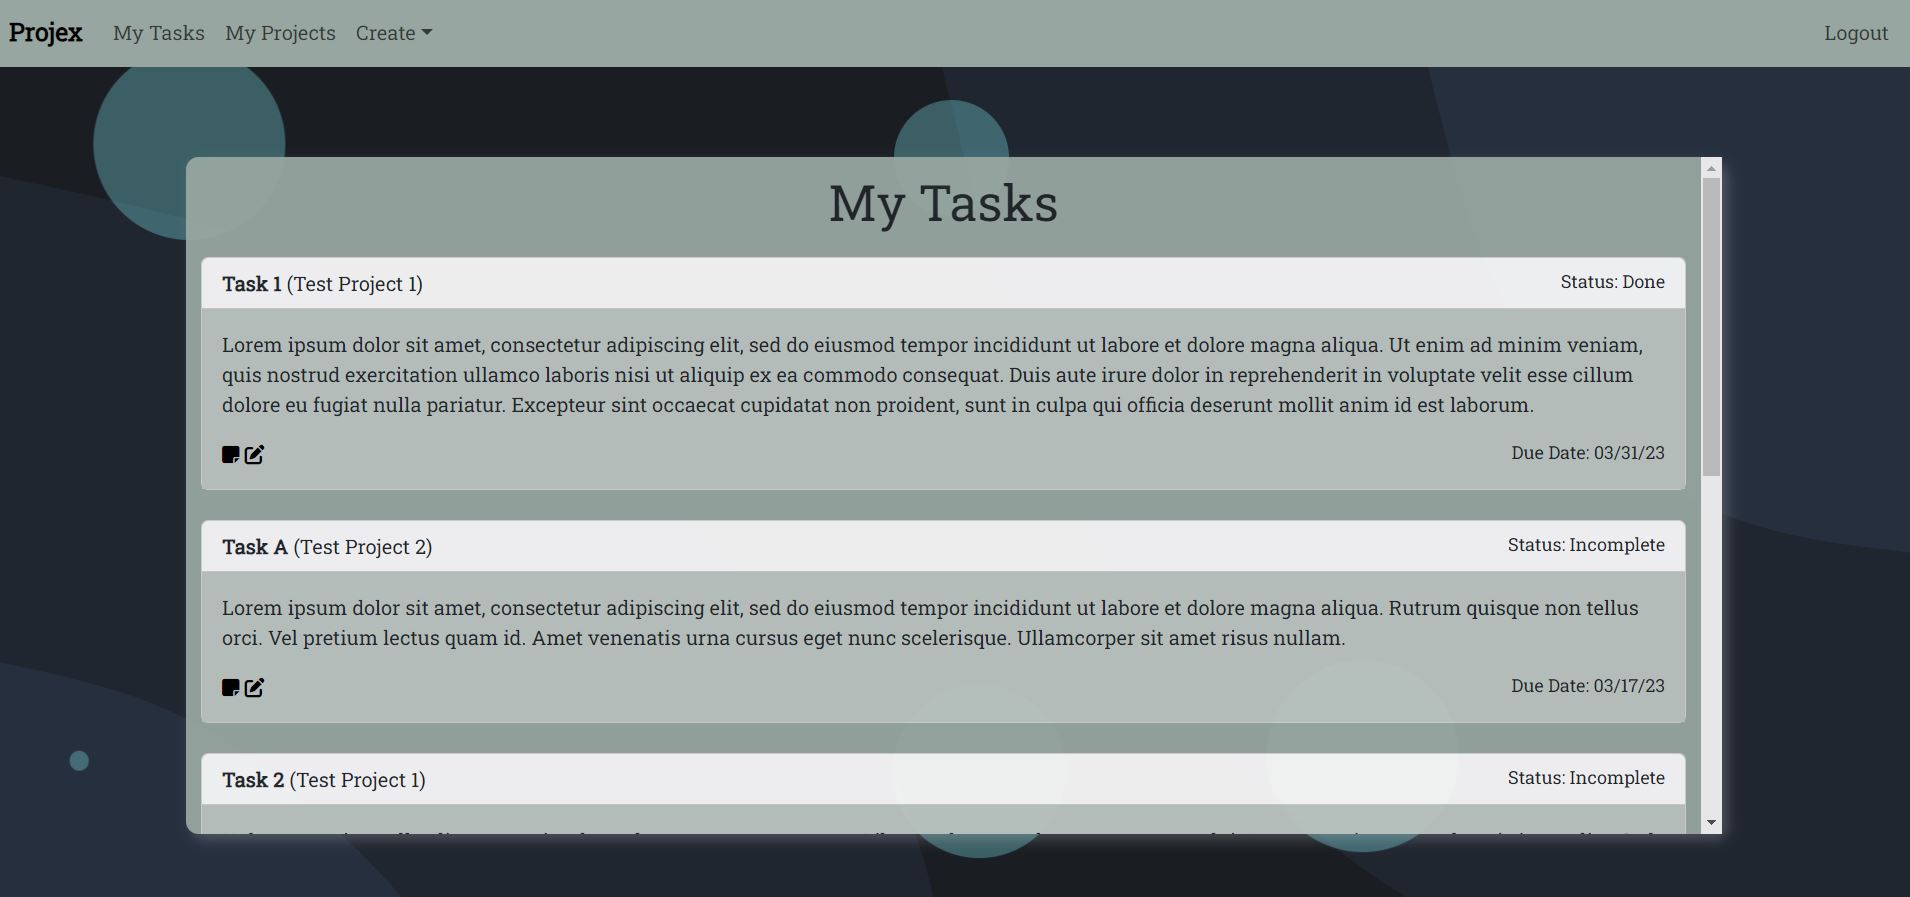 Projex My Tasks My Projects Create Logout
My Tasks
Task 1 (Test Project 1) Status: Done
Lorem ipsum dolor sit amet, consectetur adipiscing elit, sed do eiusmod tempor incididunt ut labore et dolore magna aliqua. Ut enim ad minim veniam,
quis nostrud exercitation ullamco laboris nisi ut aliquip ex ea commodo consequat. Duis aute irure dolor in reprehenderit in voluptate velit esse cillum
dolore eu fugiat nulla pariatur. Excepteur sint occaecat cupidatat non proident, sunt in culpa qui officia deserunt mollit anim id est laborum.
Due Date: 03/31/23
Task A (Test Project 2) Status: Incomplete
Lorem ipsum dolor sit amet, consectetur adipiscing elit, sed do eiusmod tempor incididunt ut labore et dolore magna aliqua. Rutrum quisque non tellus
orci. Vel pretium lectus quam id. Amet venenatis urna cursus eget nunc scelerisque. Ullamcorper sit amet risus nullam.
Due Date: 03/17/23
Task 2 (Test Project 1) Status: Incomplete